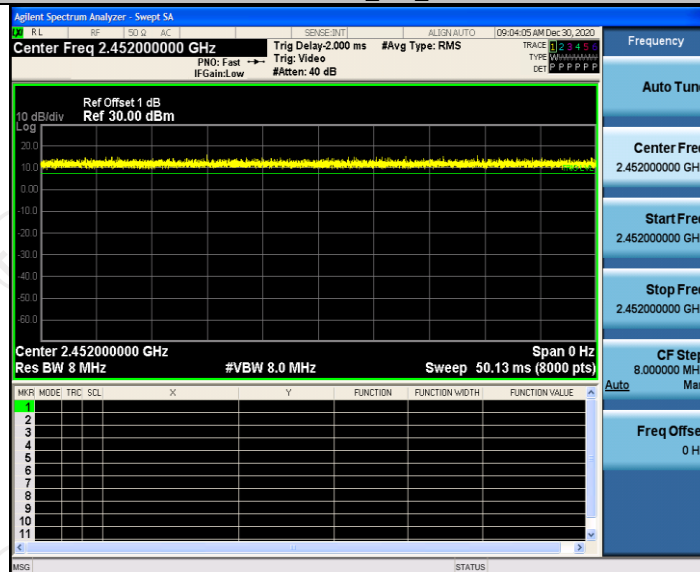 Agilent Spectrum Analyzer - Swept SA
RL RF 50 Ω AC SENSE:INT ALIGN AUTO 09:04:05 AM Dec 30, 2020
Center Freq 2.452000000 GHz
PNO: Fast
IFGain:Low
Trig Delay-2.000 ms
Trig: Video
#Atten: 40 dB
#Avg Type: RMS
TRACE 1 2 3 4 5 6
TYPE
DET P P P P P P
Ref Offset 1 dB
10 dB/div Ref 30.00 dBm
Log
20.0
10.0
0.00
-10.0
-20.0
-30.0
-40.0
-50.0
-60.0
Center 2.452000000 GHz Span 0 Hz
Res BW 8 MHz #VBW 8.0 MHz Sweep 50.13 ms (8000 pts)
MKR MODE TRC SCL X Y FUNCTION FUNCTION WIDTH FUNCTION VALUE
1
2
3
4
5
6
7
8
9
10
11
MSG STATUS
Frequency
Auto Tun
Center Fre
2.452000000 GH
Start Fre
2.452000000 GH
Stop Fre
2.452000000 GH
CF Step
8.000000 MH
Auto Ma
Freq Offse
0 H